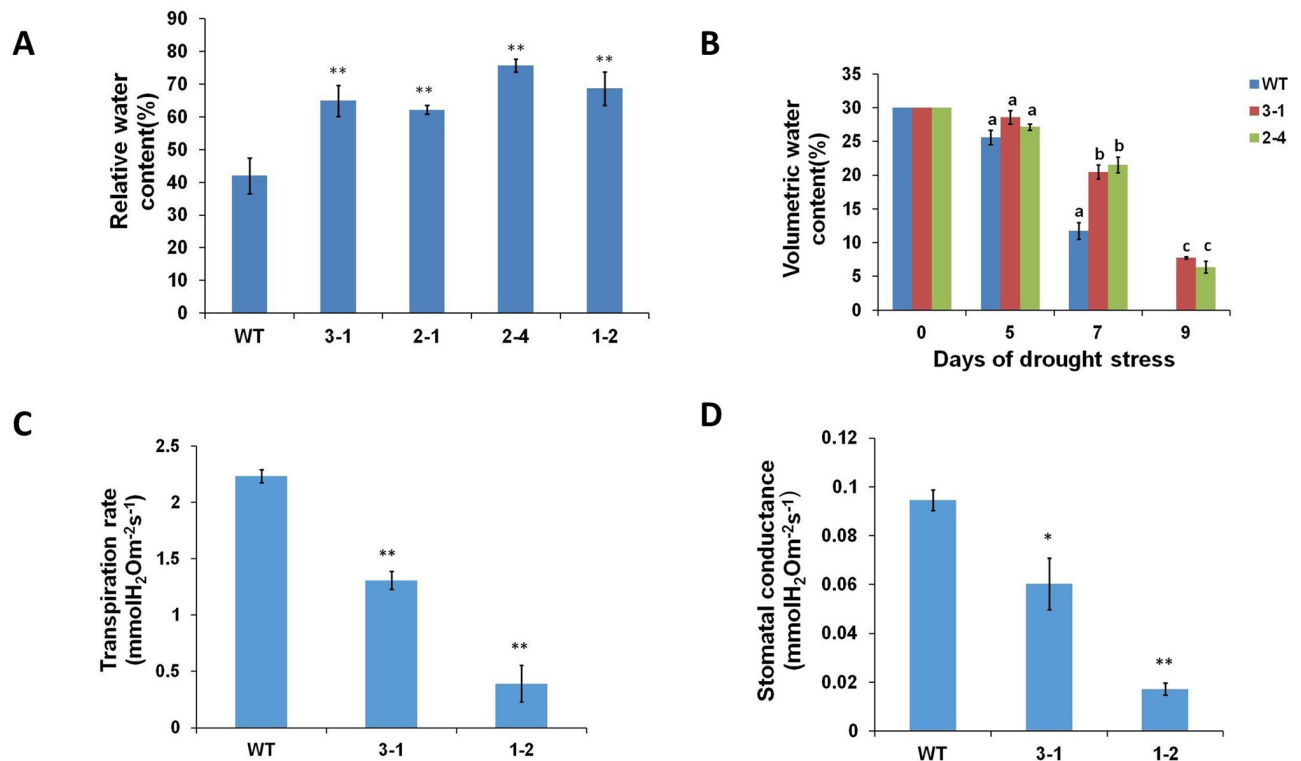 A
Relative water
content(%)
90
80
70
60
50
40
30
20
10
0
**
**
**
**
WT 3-1 2-1 2-4 1-2
B
Volumetric water
content(%)
35
30
25
20
15
10
5
0
a a a
a b b
c c
0 5 7 9
Days of drought stress
WT
3-1
2-4
C
Transpiration rate
(mmolH₂Om⁻²s⁻¹)
2.5
2
1.5
1
0.5
0
**
**
WT 3-1 1-2
D
Stomatal conductance
(mmolH₂Om⁻²s⁻¹)
0.12
0.1
0.08
0.06
0.04
0.02
0
*
**
WT 3-1 1-2